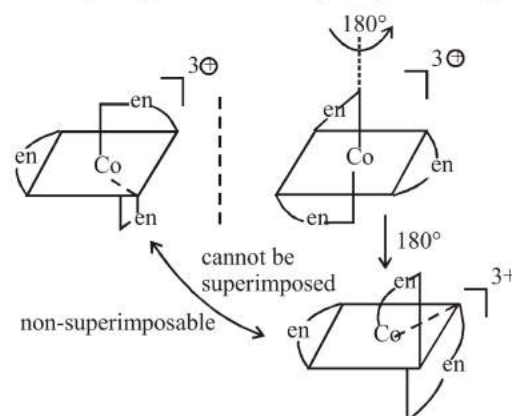 180°
3⊕
3⊕
en
en
en
Co
en
Co
en
en
180°
cannot be
superimposed
3+
en
non-superimposable
en
Co
en